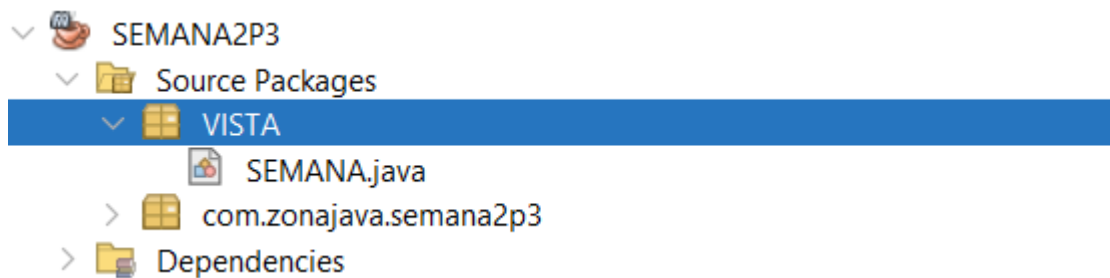 SEMANA2P3
Source Packages
VISTA
SEMANA.java
com.zonajava.semana2p3
Dependencies